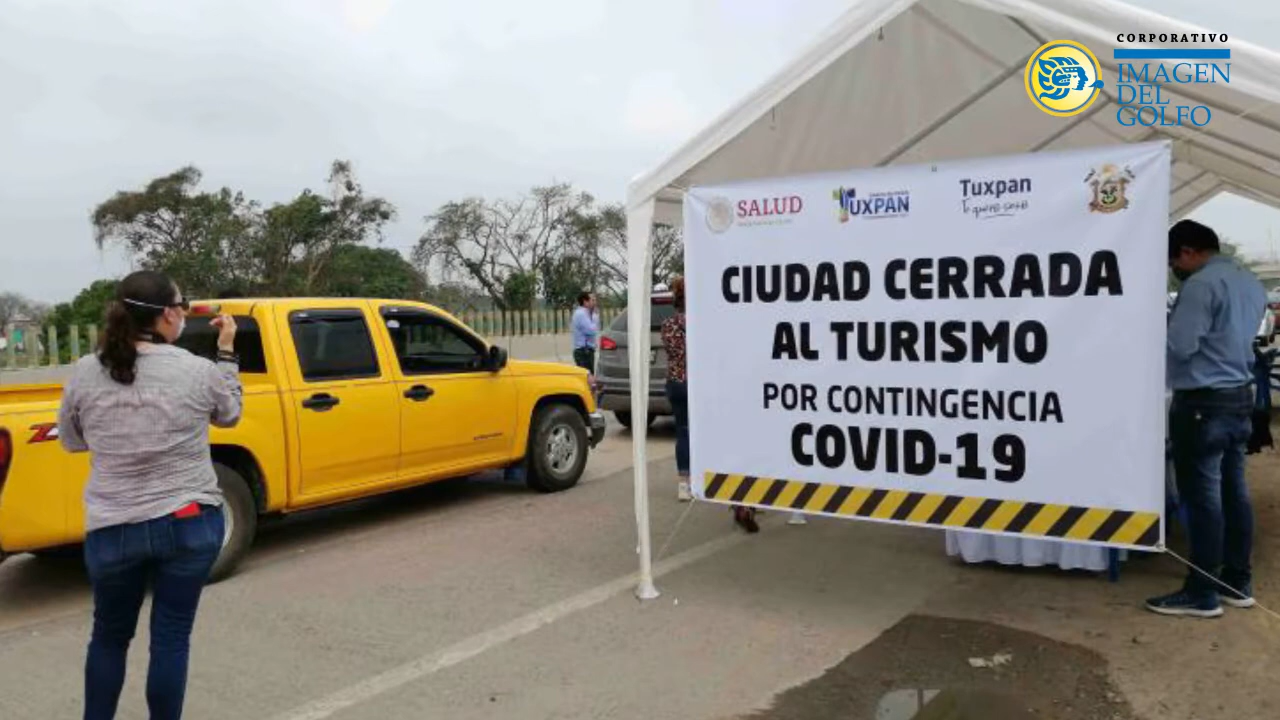 CORPORATIVO
IMAGEN
DEL
GOLFO
SALUD
TUXPAN
Tuxpan
CIUDAD CERRADA
AL TURISMO
POR CONTINGENCIA
COVID-19
Z